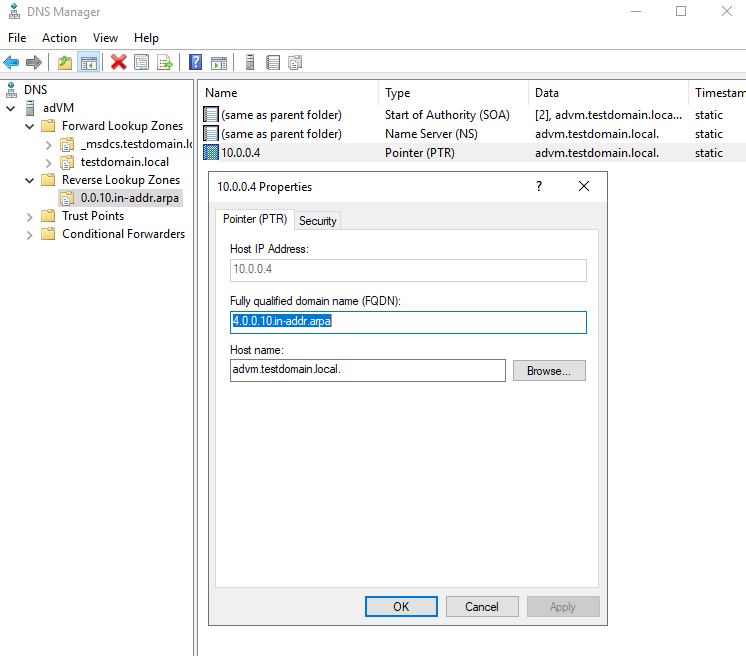 DNS Manager
File Action View Help
DNS
adVM
Forward Lookup Zones
_msdcs.testdomain.lo
testdomain.local
Reverse Lookup Zones
0.0.10.in-addr.arpa
Trust Points
Conditional Forwarders
Name Type Data Timestam
(same as parent folder) Start of Authority (SOA) [2], advm.testdomain.loca... static
(same as parent folder) Name Server (NS) advm.testdomain.local. static
10.0.0.4 Pointer (PTR) advm.testdomain.local. static
10.0.0.4 Properties
? 
Pointer (PTR) Security
Host IP Address:
10.0.0.4
Fully qualified domain name (FQDN):
4.0.0.10.in-addr.arpa
Host name:
advm.testdomain.local. Browse...
OK Cancel Apply